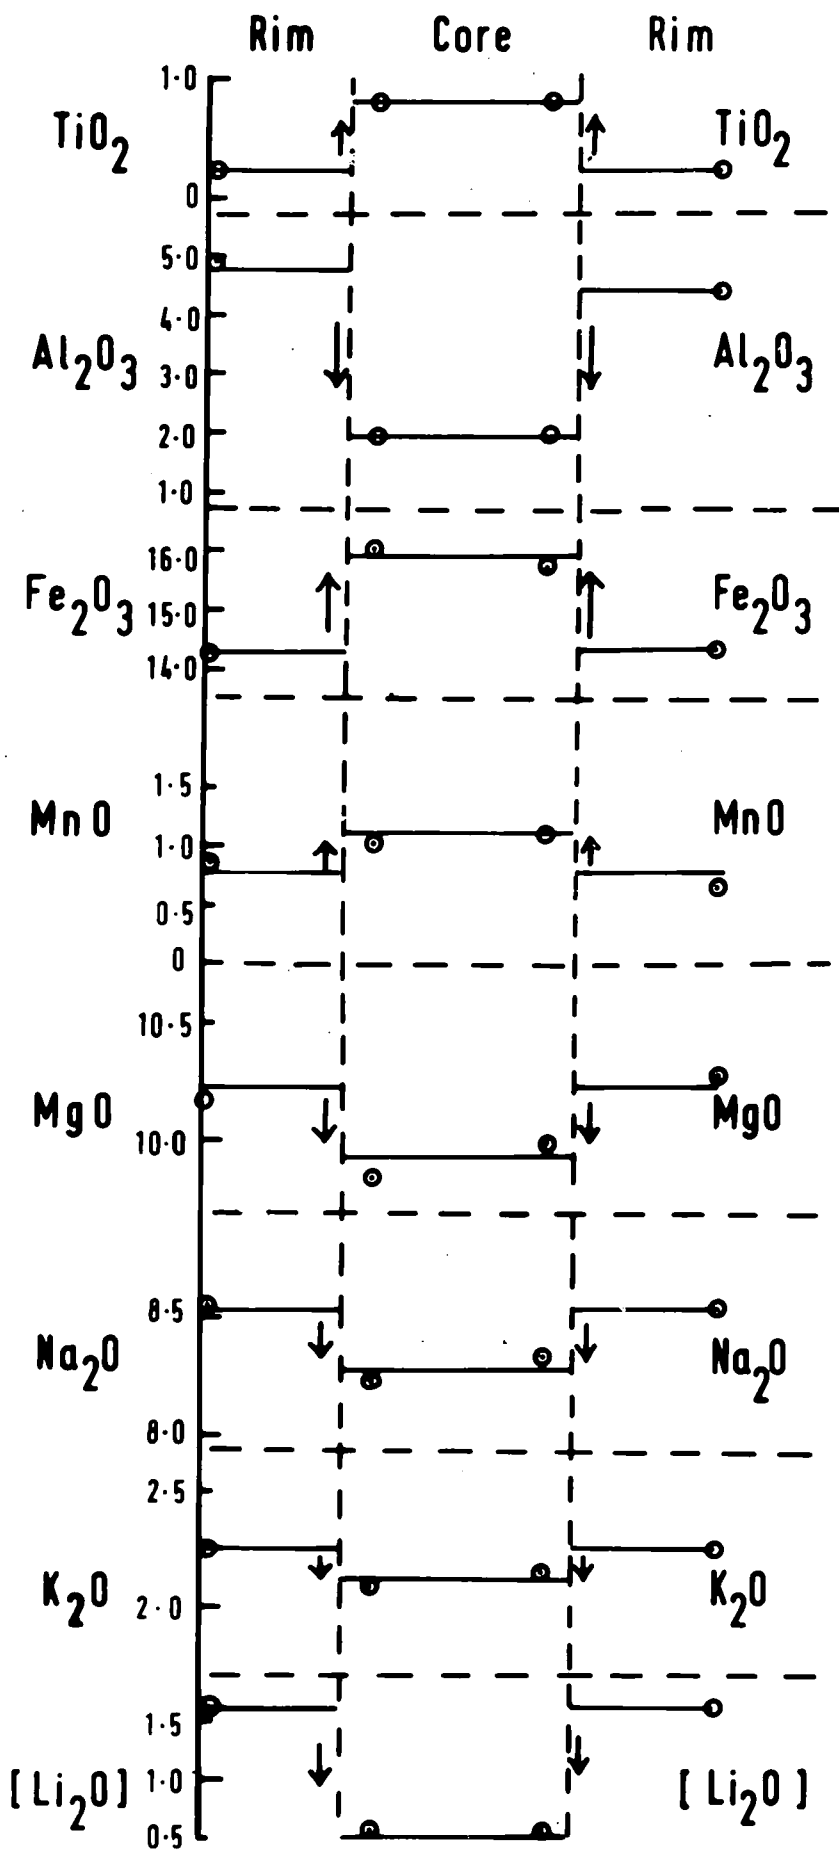 Rim Core Rim
1·0
TiO2 TiO2
0
5·0
4·0
Al2O3 Al2O3
3·0
2·0
1·0
16·0
Fe2O3 Fe2O3
15·0
14·0
1·5
MnO MnO
1·0
0·5
0
10·5
MgO MgO
10·0
8·5
Na2O Na2O
8·0
2·5
K2O K2O
2·0
1·5
1·0
[Li2O] [Li2O]
0·5